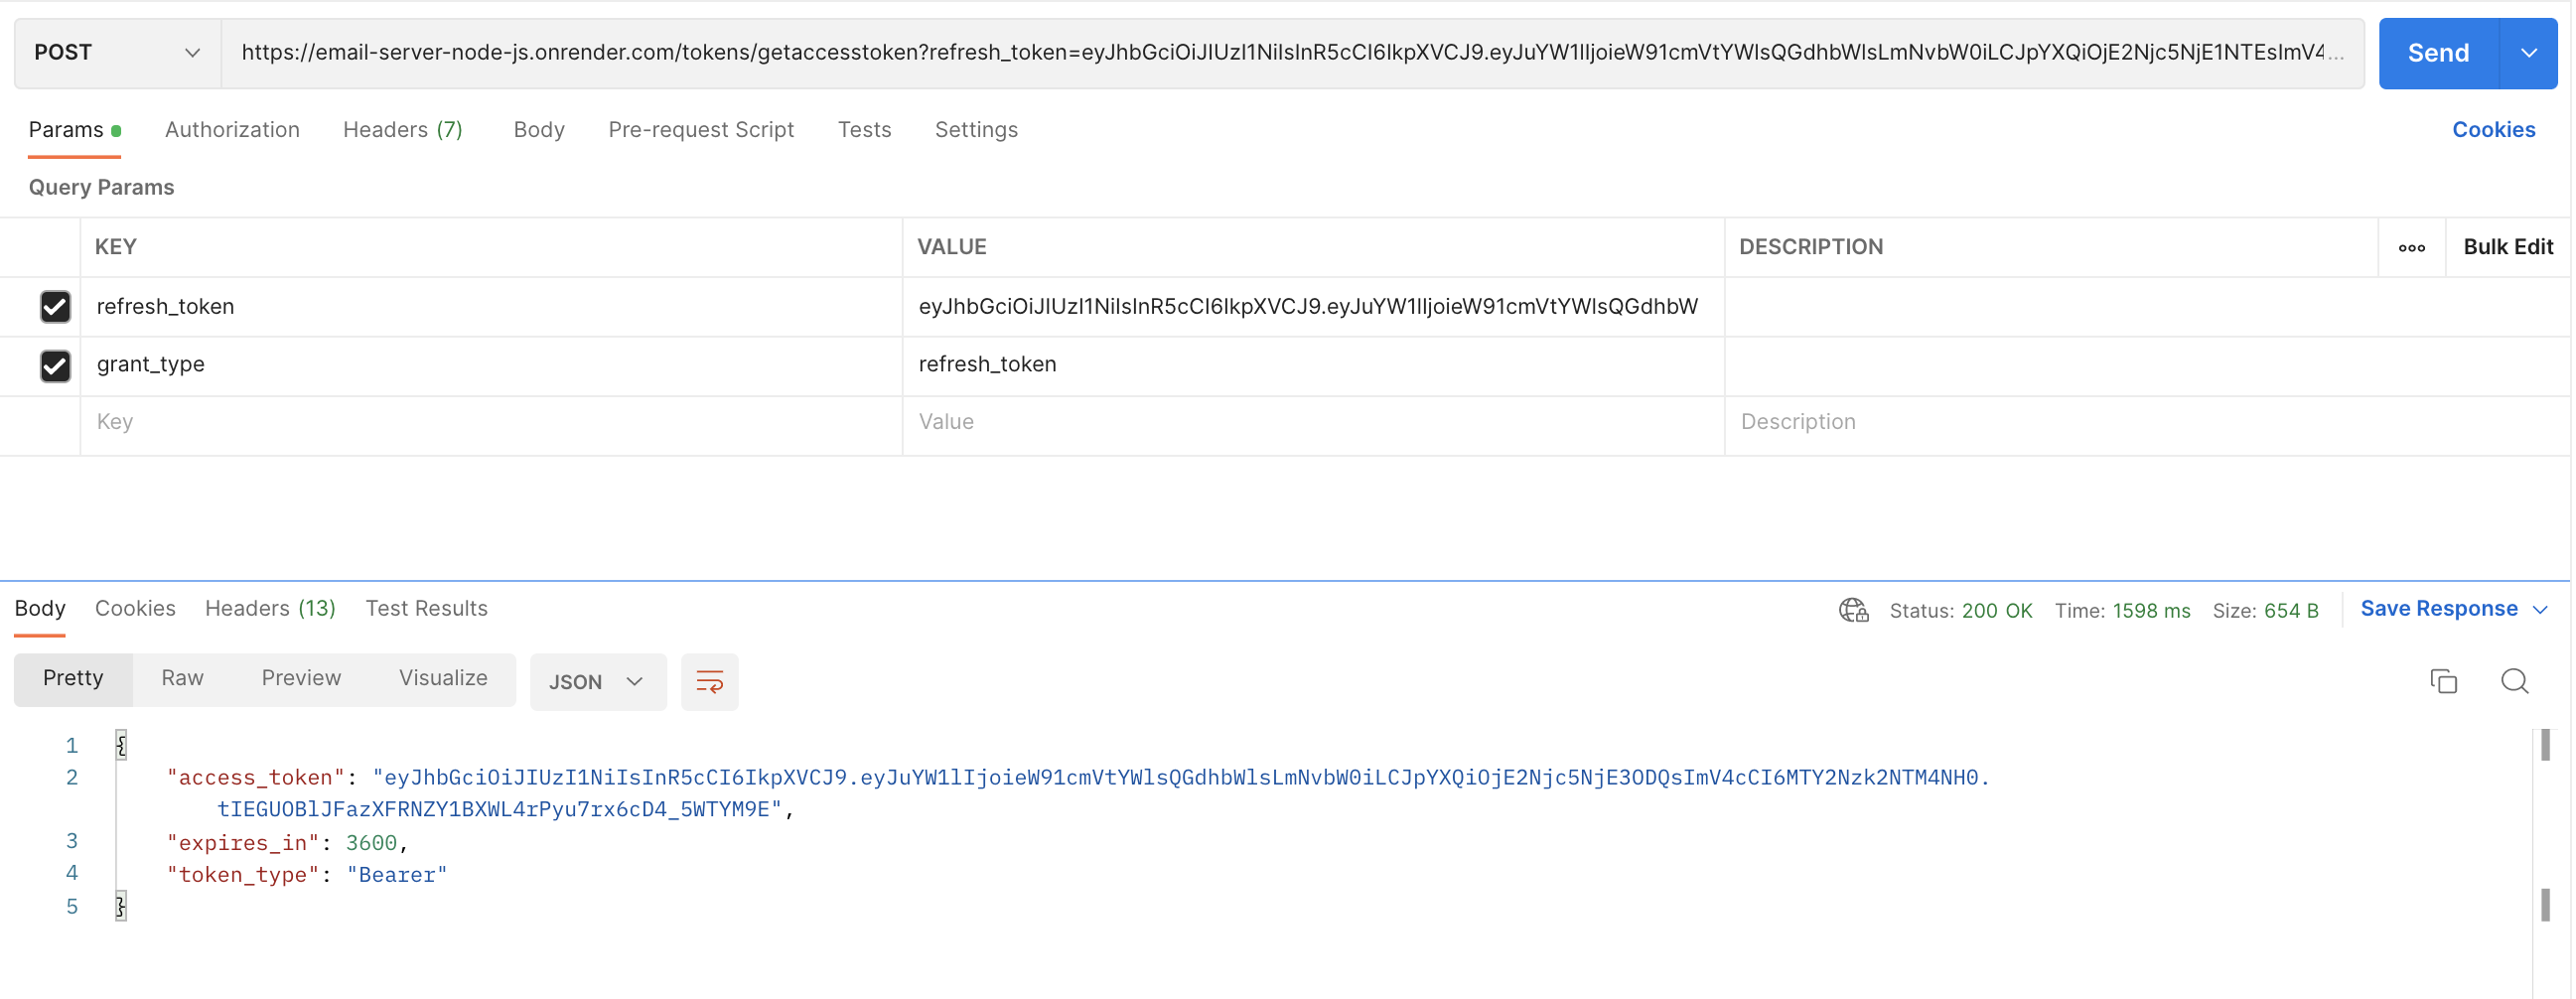 POST https://email-server-node-js.onrender.com/tokens/getaccesstoken?refresh_token=eyJhbGciOiJIUzI1NiIsInR5cCI6IkpXVCJ9.eyJuYW1lIjoieW91cmVtYWlsQGdhbWlsLmNvbW0iLCJpYXQiOjE2Njc5NjE1NTEsImV4... Send
Params Authorization Headers (7) Body Pre-request Script Tests Settings Cookies
Query Params
KEY VALUE DESCRIPTION ooo Bulk Edit
refresh_token eyJhbGciOiJIUzI1NiIsInR5cCI6IkpXVCJ9.eyJuYW1lIjoieW91cmVtYWlsQGdhbW
grant_type refresh_token
Key Value Description
Body Cookies Headers (13) Test Results Status: 200 OK Time: 1598 ms Size: 654 B Save Response
Pretty Raw Preview Visualize JSON
1 {
2 "access_token": "eyJhbGciOiJIUzI1NiIsInR5cCI6IkpXVCJ9.eyJuYW1lIjoieW91cmVtYWlsQGdhbWlsLmNvbW0iLCJpYXQiOjE2Njc5NjE3ODQsImV4cCI6MTY2Nzk2NTM4NH0.
tIEGUOBlJFazXFRNZY1BXWL4rPyu7rx6cD4_5WTYM9E",
3 "expires_in": 3600,
4 "token_type": "Bearer"
5 }